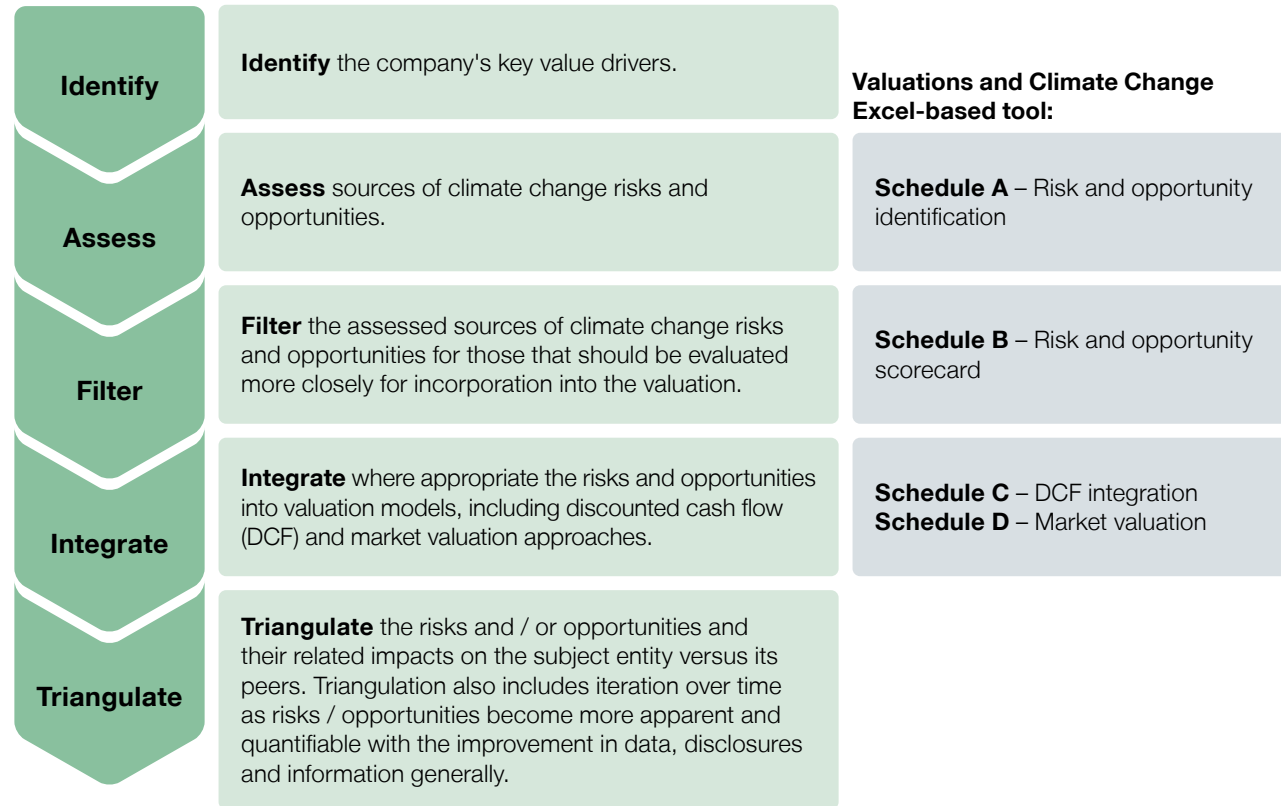 Identify
Identify the company's key value drivers.
Valuations and Climate Change
Excel-based tool:
Assess
Assess sources of climate change risks and
opportunities.
Schedule A – Risk and opportunity
identification
Filter
Filter the assessed sources of climate change risks
and opportunities for those that should be evaluated
more closely for incorporation into the valuation.
Schedule B – Risk and opportunity
scorecard
Integrate
Integrate where appropriate the risks and opportunities
into valuation models, including discounted cash flow
(DCF) and market valuation approaches.
Schedule C – DCF integration
Schedule D – Market valuation
Triangulate
Triangulate the risks and / or opportunities and
their related impacts on the subject entity versus its
peers. Triangulation also includes iteration over time
as risks / opportunities become more apparent and
quantifiable with the improvement in data, disclosures
and information generally.